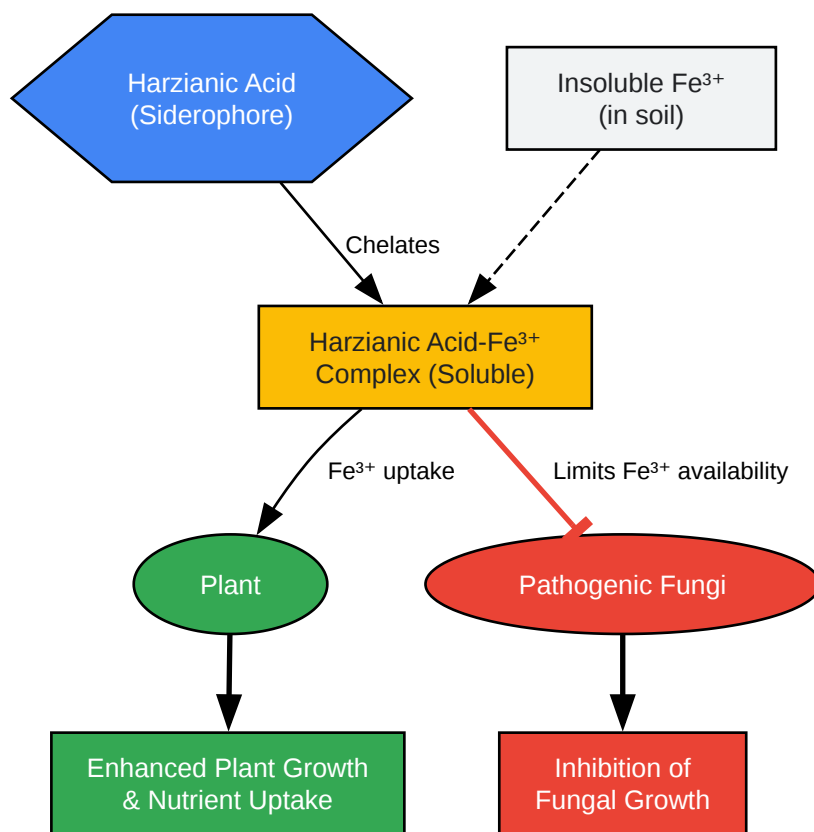 Harzianic Acid
(Siderophore)
Insoluble Fe³⁺
(in soil)
Chelates
Harzianic Acid-Fe³⁺
Complex (Soluble)
Fe³⁺ uptake
Limits Fe³⁺ availability
Plant
Pathogenic Fungi
Enhanced Plant Growth
& Nutrient Uptake
Inhibition of
Fungal Growth